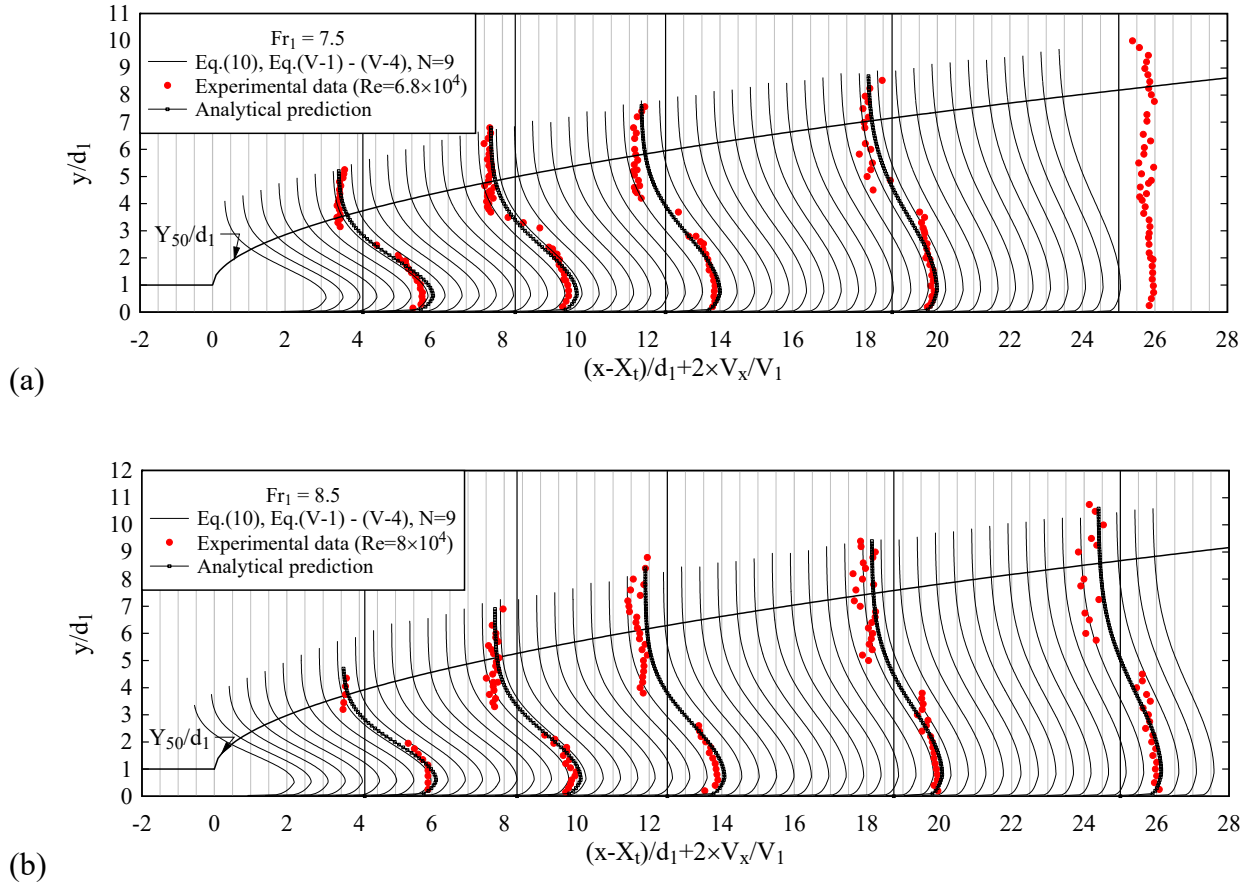 11
10
9
8
7
6
5
4
3
2
1
0
y/d1
Fr1 = 7.5
Eq.(10), Eq.(V-1) - (V-4), N=9
Experimental data (Re=6.8×10^4)
Analytical prediction
Y50/d1
-2 0 2 4 6 8 10 12 14 16 18 20 22 24 26 28
(x-Xt)/d1+2×Vx/V1
(a)
12
11
10
9
8
7
6
5
4
3
2
1
0
y/d1
Fr1 = 8.5
Eq.(10), Eq.(V-1) - (V-4), N=9
Experimental data (Re=8×10^4)
Analytical prediction
Y50/d1
-2 0 2 4 6 8 10 12 14 16 18 20 22 24 26 28
(x-Xt)/d1+2×Vx/V1
(b)